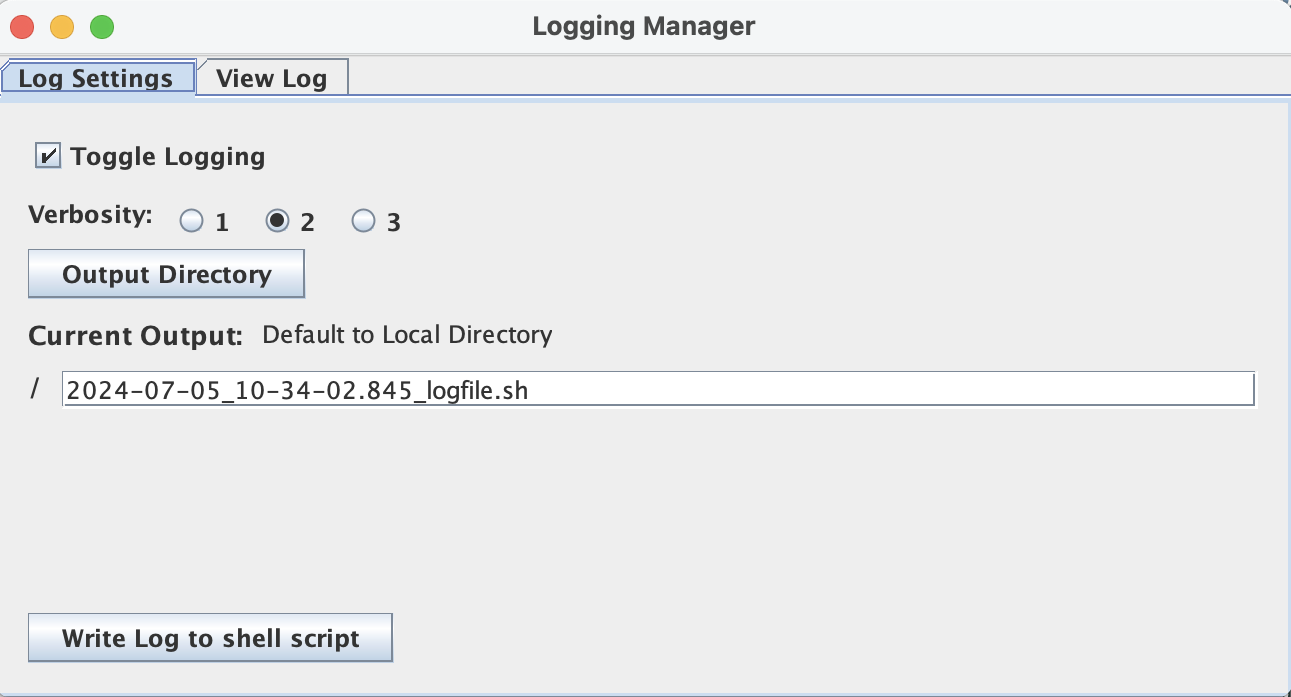 Logging Manager
Log Settings View Log
Toggle Logging
Verbosity: 1 2 3
Output Directory
Current Output: Default to Local Directory
/ 2024-07-05_10-34-02.845_logfile.sh
Write Log to shell script